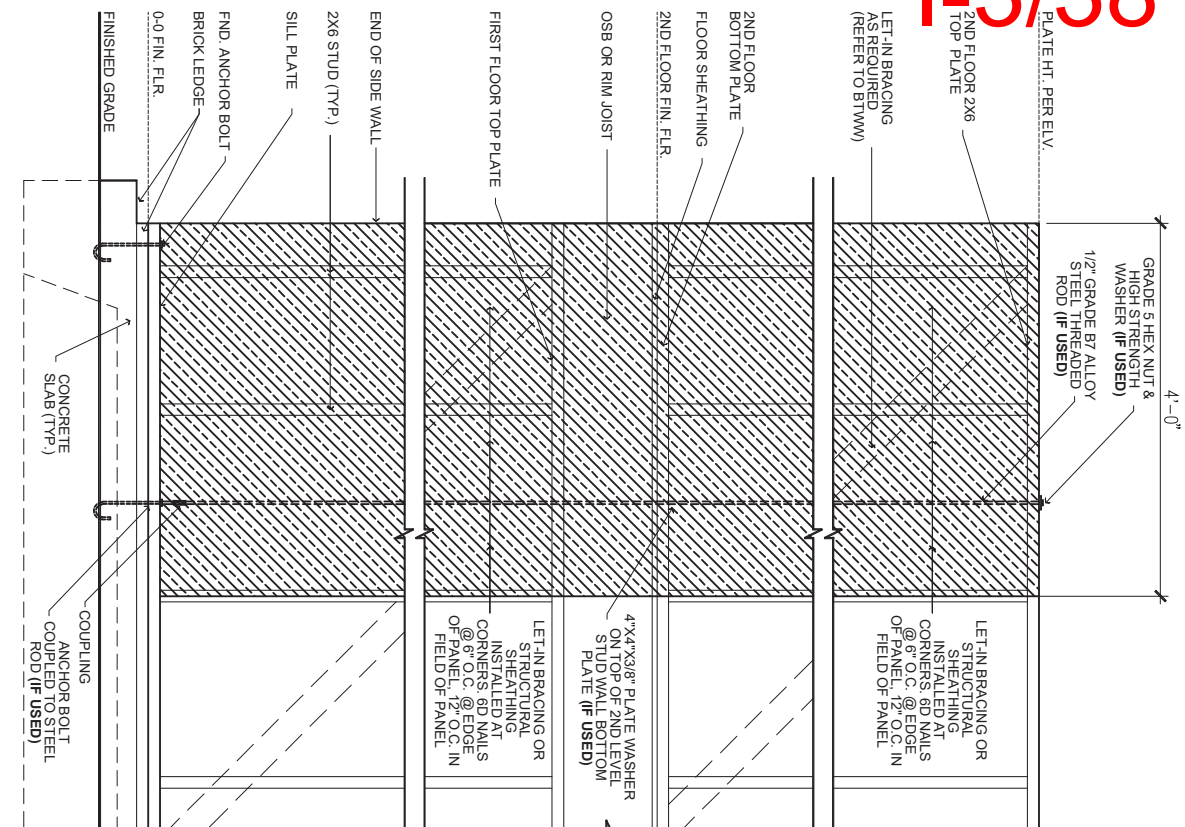 PLATE HT. PER ELV.
2ND FLOOR 2X6
TOP PLATE
LET-IN BRACING
AS REQUIRED
(REFER TO BTWW)
2ND FLOOR
BOTTOM PLATE
FLOOR SHEATHING
2ND FLOOR FIN. FLR.
OSB OR RIM JOIST
FIRST FLOOR TOP PLATE
END OF SIDE WALL
2X6 STUD (TYP.)
SILL PLATE
FND. ANCHOR BOLT
BRICK LEDGE
0-0 FIN. FLR.
FINISHED GRADE
4'-0"
GRADE 5 HEX NUT &
HIGH STRENGTH
WASHER (IF USED)
1/2" GRADE B7 ALLOY
STEEL THREADED
ROD (IF USED)
LET-IN BRACING OR
STRUCTURAL
SHEATHING
INSTALLED AT
CORNERS. 6D NAILS
@ 6" O.C. @ EDGE
OF PANEL, 12" O.C. IN
FIELD OF PANEL
4"X4"X3/8" PLATE WASHER
ON TOP OF 2ND LEVEL
STUD WALL BOTTOM
PLATE (IF USED)
LET-IN BRACING OR
STRUCTURAL
SHEATHING
INSTALLED AT
CORNERS. 6D NAILS
@ 6" O.C. @ EDGE
OF PANEL, 12" O.C. IN
FIELD OF PANEL
CONCRETE
SLAB (TYP.)
COUPLING
ANCHOR BOLT
COUPLED TO STEEL
ROD (IF USED)